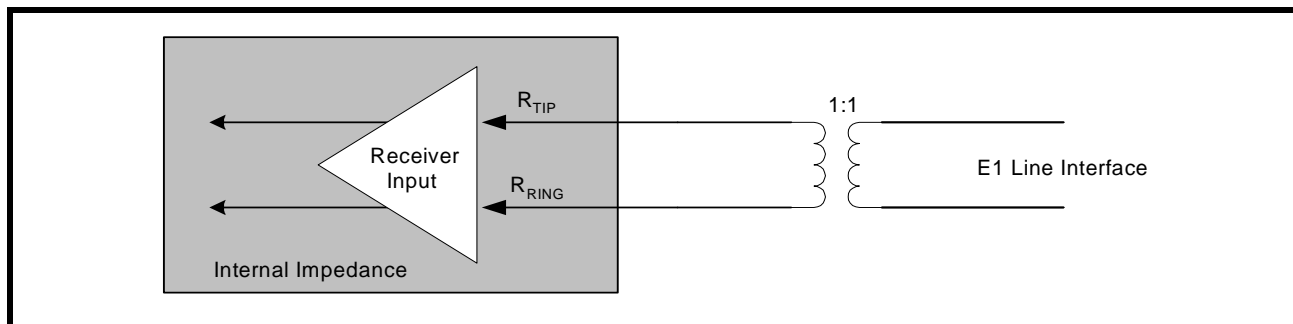 R_TIP
1:1
Receiver
Input
E1 Line Interface
R_RING
Internal Impedance